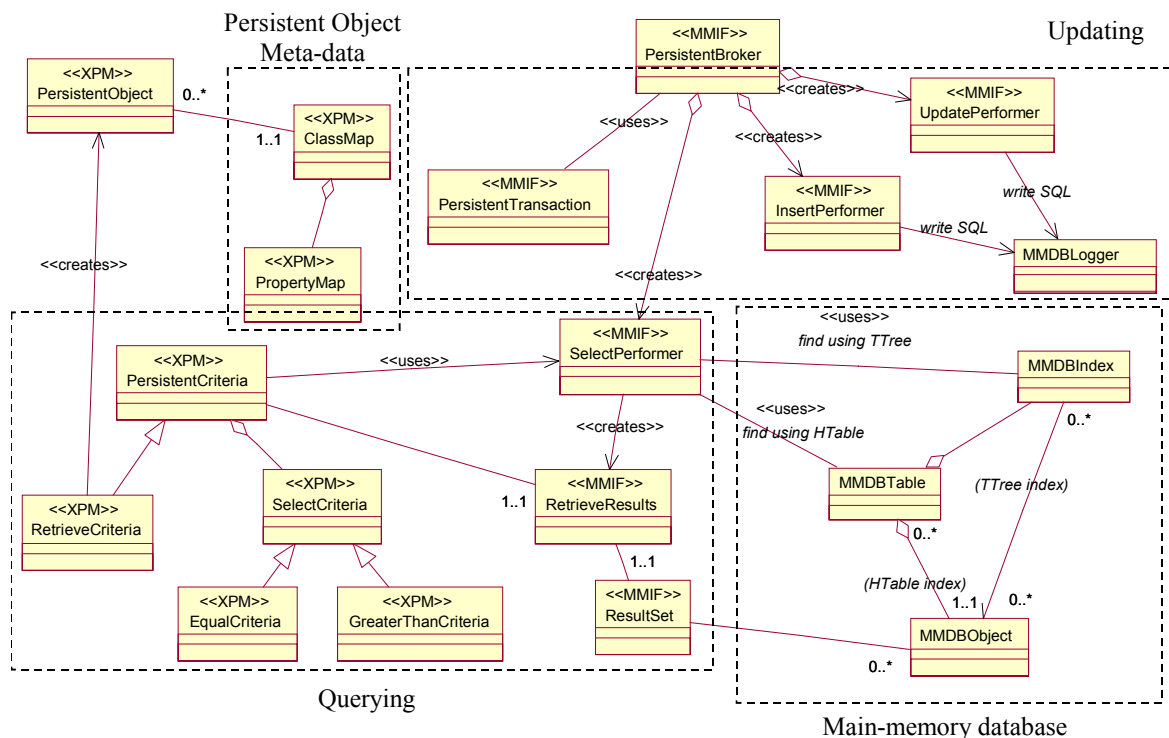 Persistent Object
Meta-data
Updating
<<XPM>>
PersistentObject
0..*
1..1
<<XPM>>
ClassMap
<<XPM>>
PropertyMap
<<creates>>
<<MMIF>>
PersistentBroker
<<creates>>
<<MMIF>>
UpdatePerformer
<<uses>>
<<creates>>
<<MMIF>>
PersistentTransaction
<<MMIF>>
InsertPerformer
write SQL
write SQL
MMDBLogger
<<creates>>
<<XPM>>
PersistentCriteria
<<uses>>
<<MMIF>>
SelectPerformer
<<creates>>
<<XPM>>
RetrieveCriteria
<<XPM>>
SelectCriteria
1..1
<<MMIF>>
RetrieveResults
1..1
<<XPM>>
EqualCriteria
<<XPM>>
GreaterThanCriteria
<<MMIF>>
ResultSet
Querying
<<uses>>
find using TTree
MMDBIndex
0..*
<<uses>>
find using HTable
MMDBTable
0..*
(TTree index)
(HTable index)
1..1
0..*
MMDBObject
0..*
Main-memory database